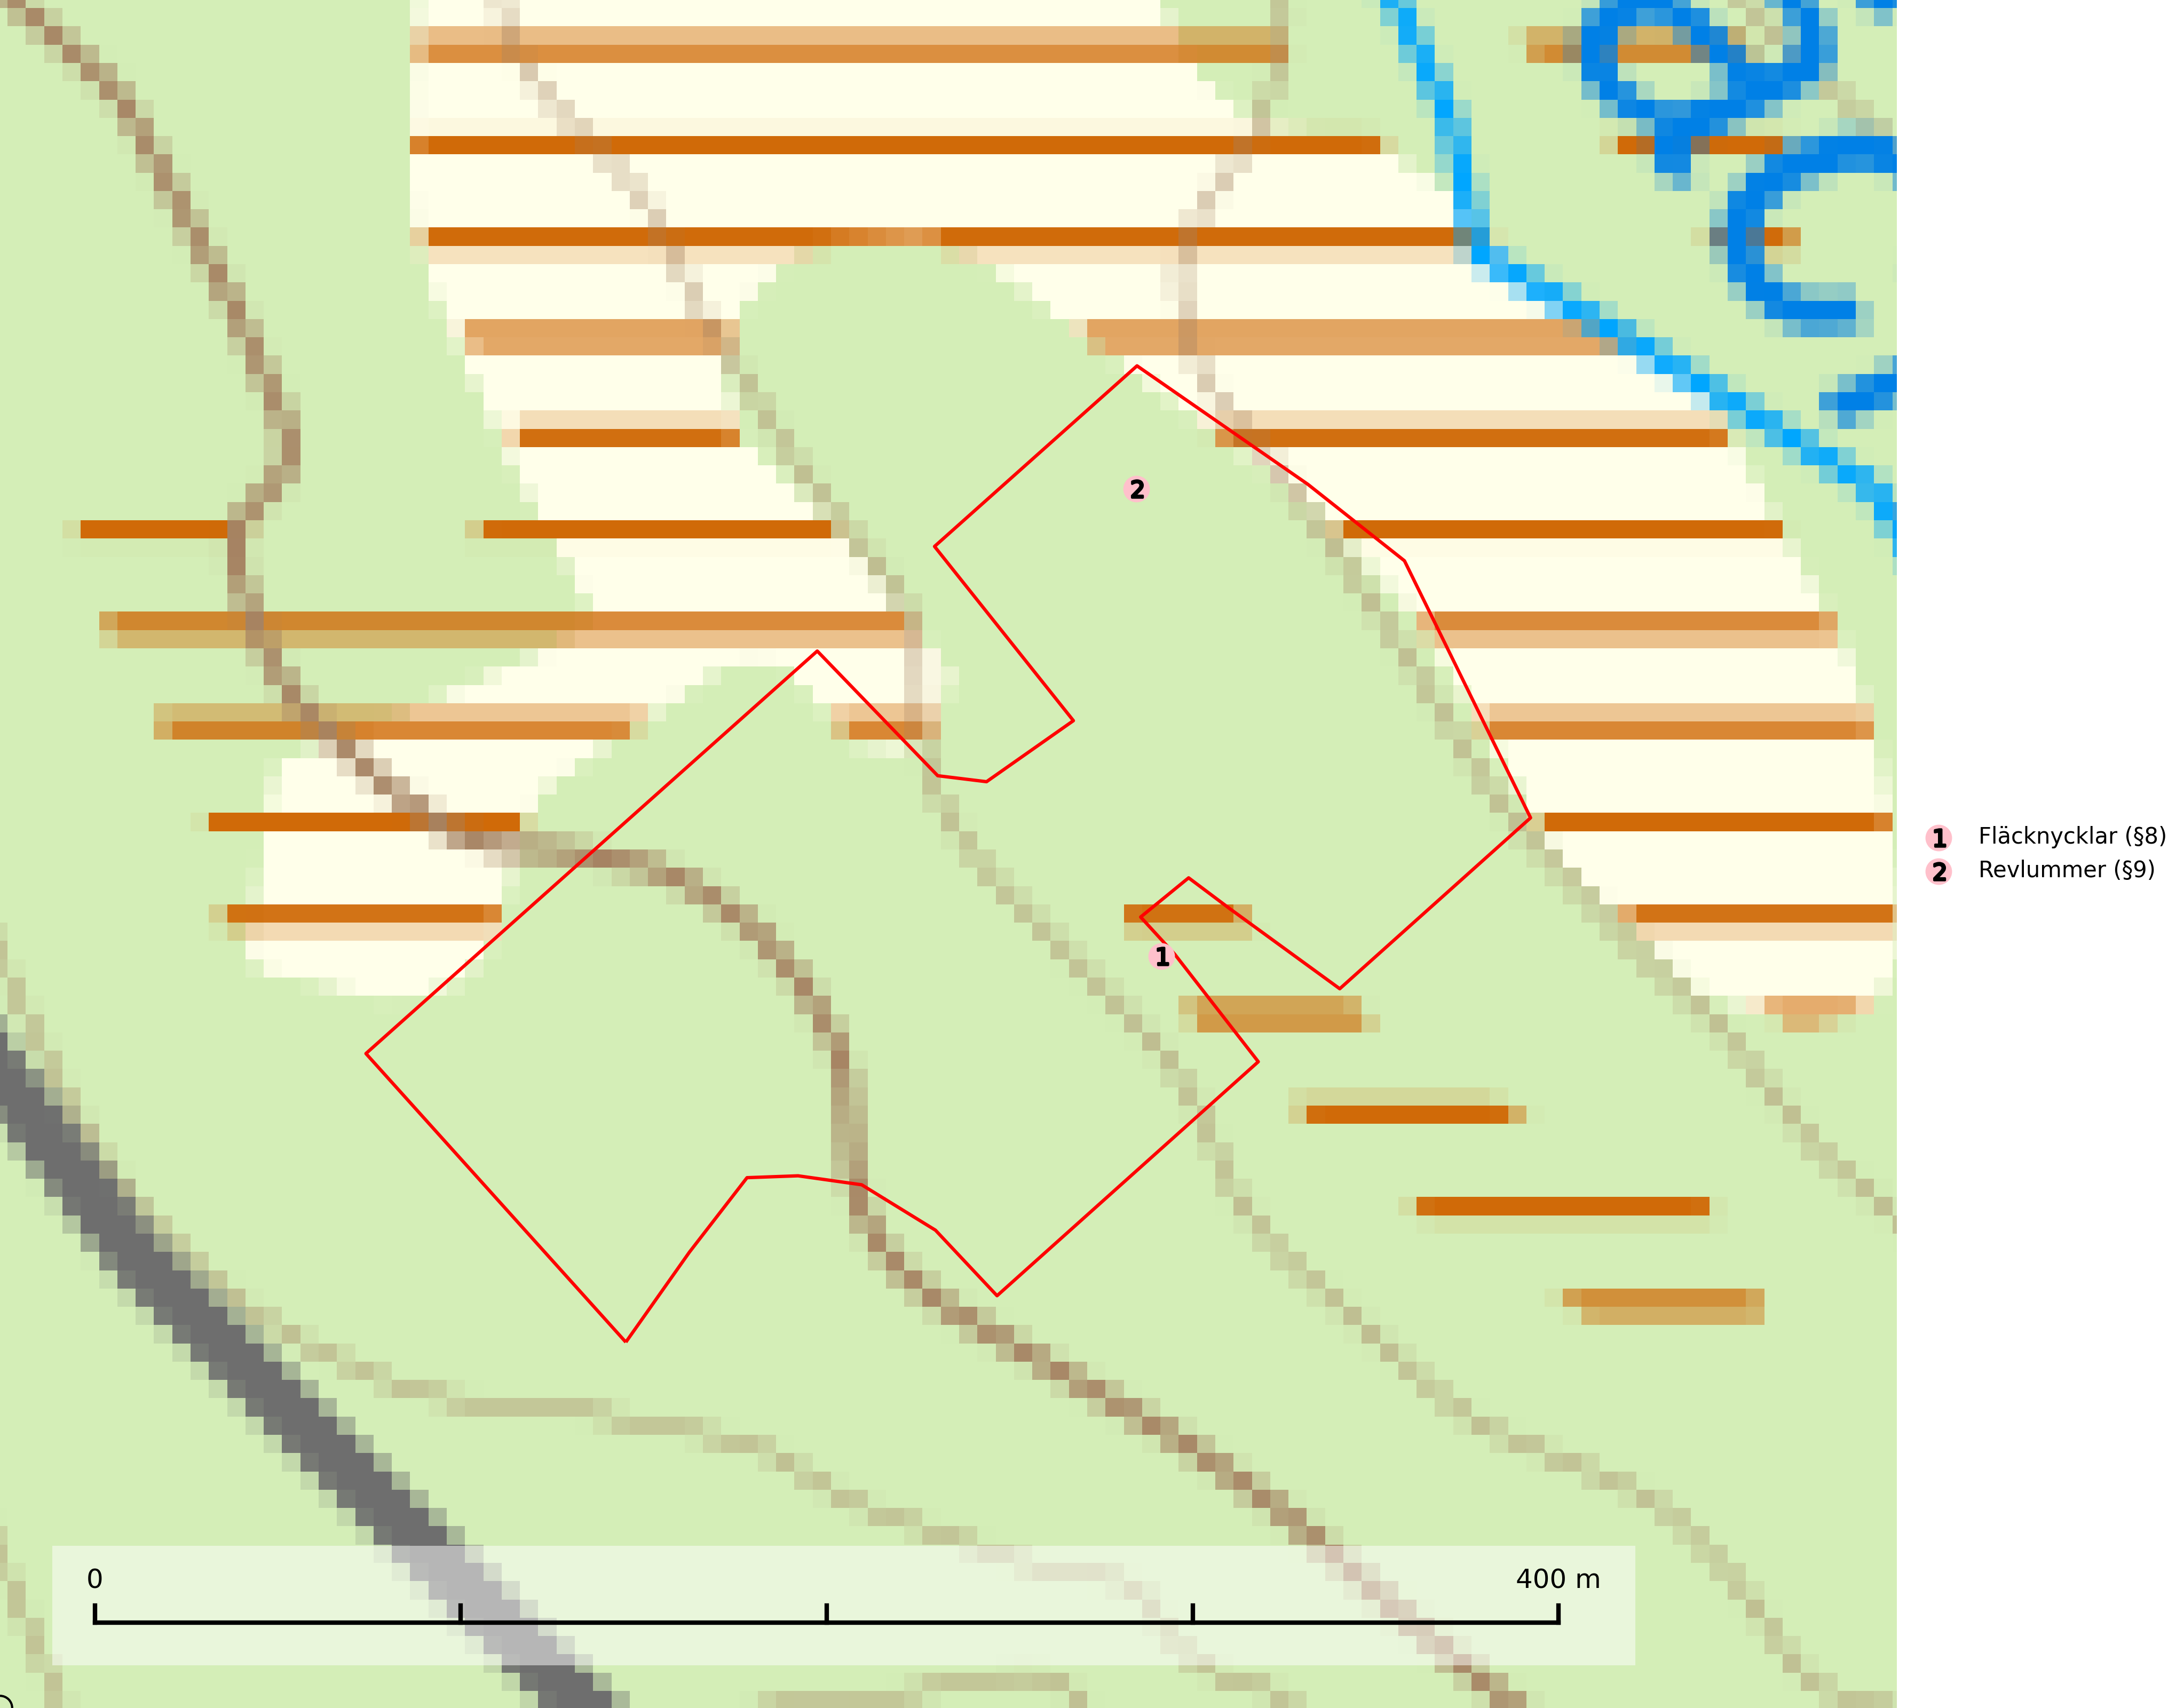 2
1
1 Fläcknycklar (§8)
2 Revlummer (§9)
0 400 m